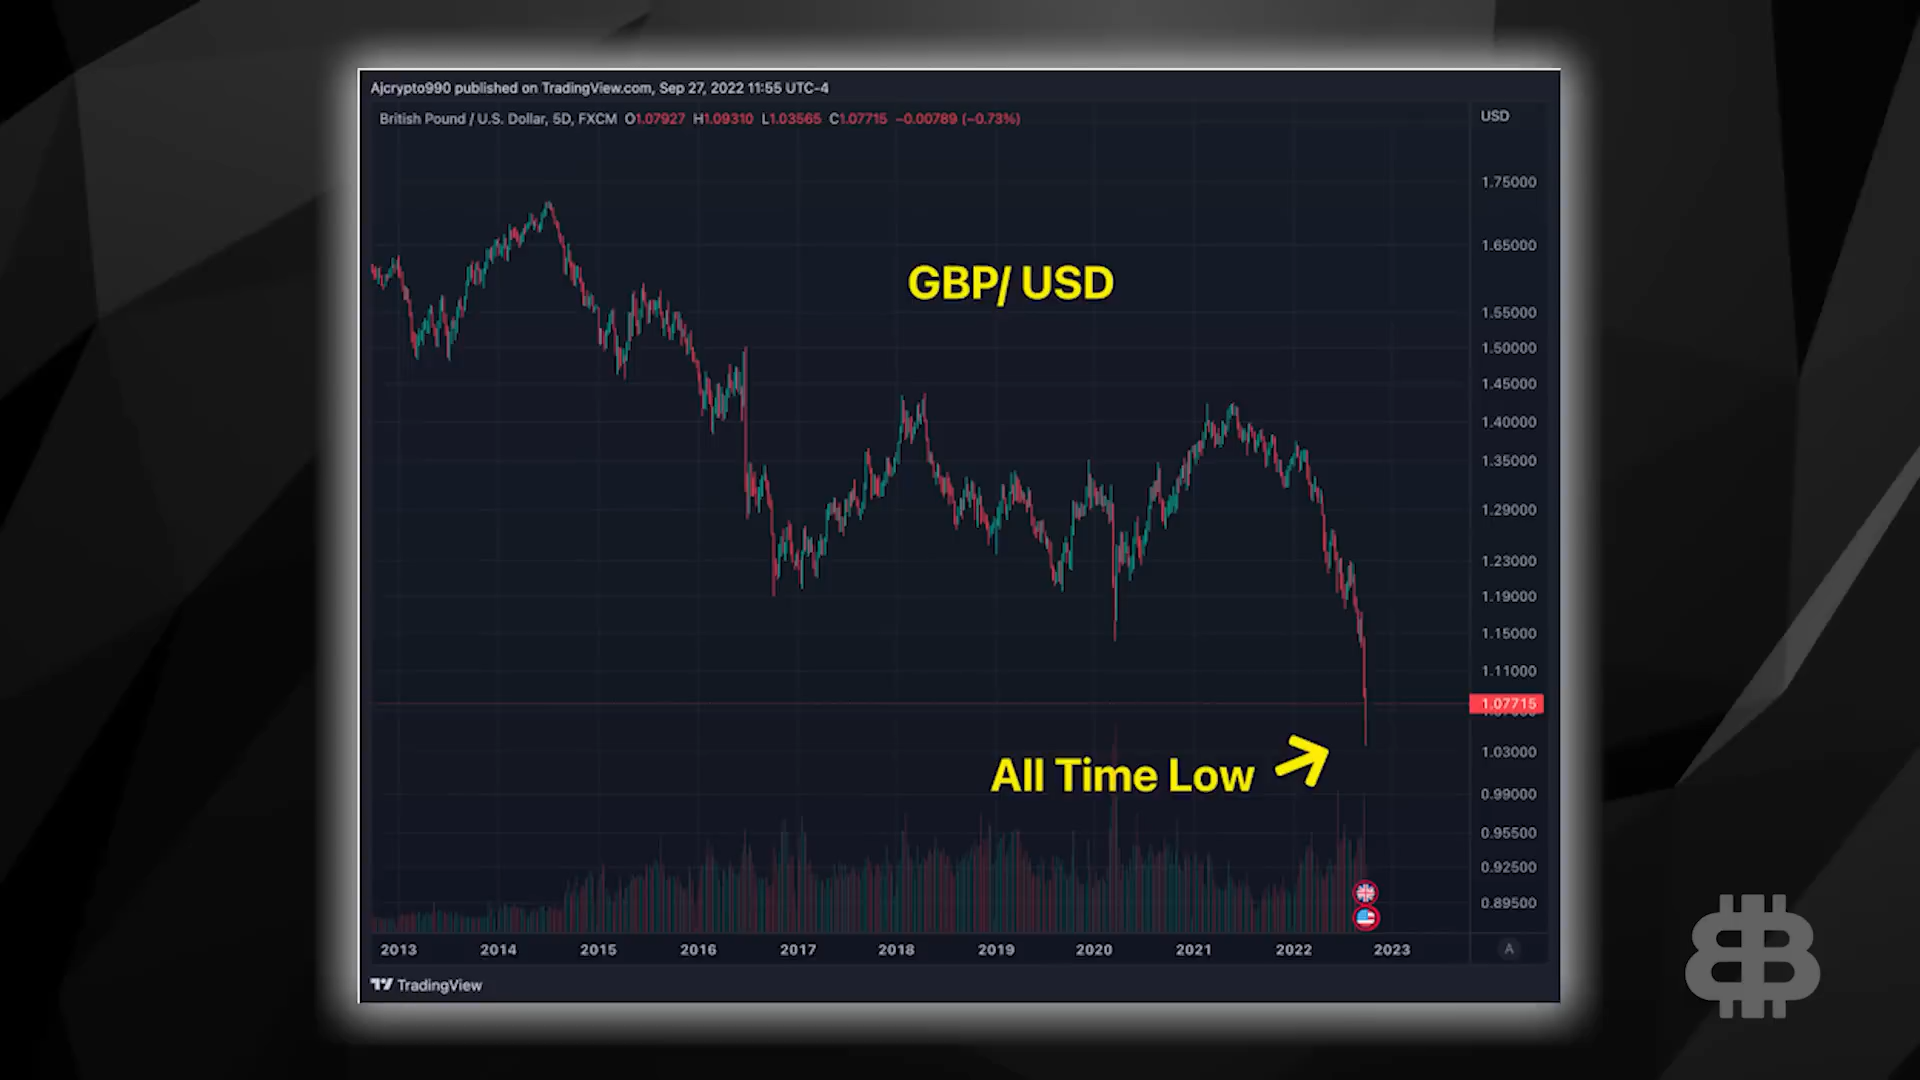 Ajcrypto990 published on TradingView.com, Sep 27, 2022 11:55 UTC-4
British Pound / U.S. Dollar, 5D, FXCM O1.07927 H1.09310 L1.03565 C1.07715 −0.00789 (−0.73%)
USD
1.75000
1.65000
GBP/ USD
1.55000
1.50000
1.45000
1.40000
1.35000
1.29000
1.23000
1.19000
1.15000
1.11000
1.07715
1.03000
All Time Low
0.99000
0.95500
0.92500
0.89500
2013 2014 2015 2016 2017 2018 2019 2020 2021 2022 2023 A
TradingView